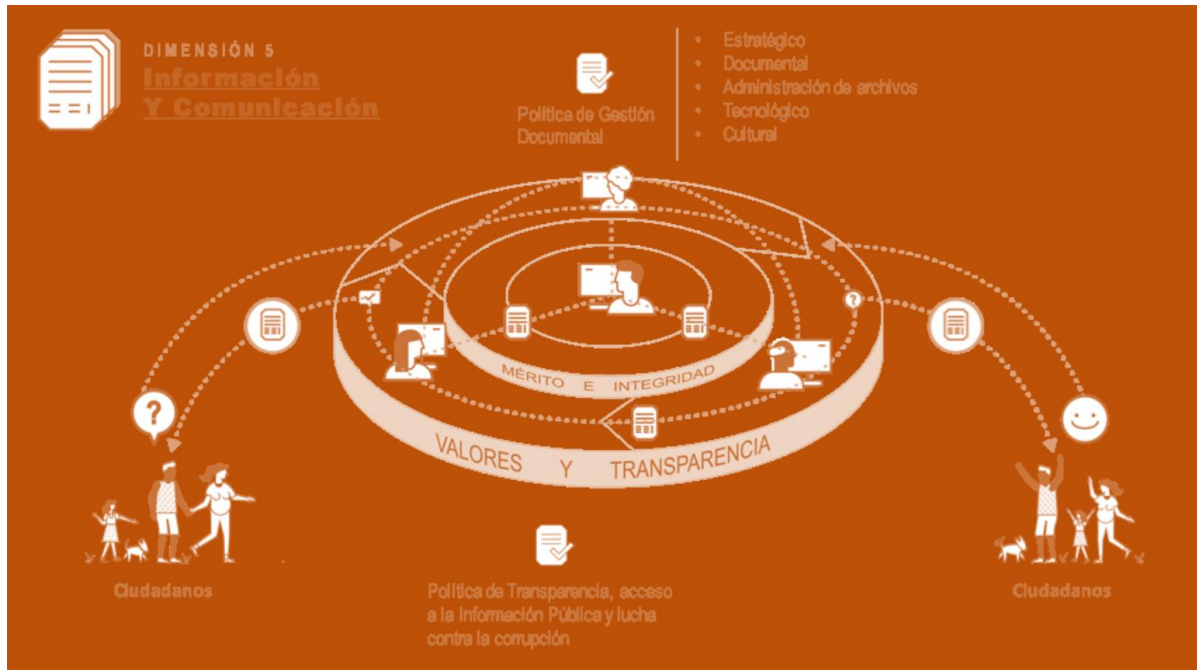 DIMENSIÓN 5
Información
Y Comunicación
Política de Gestión
Documental
• Estratégico
• Documental
• Administración de archivos
• Tecnológico
• Cultural
?
?
MÉRITO E INTEGRIDAD
VALORES Y TRANSPARENCIA
Ciudadanos
Política de Transparencia, acceso
a la Información Pública y lucha
contra la corrupción
Ciudadanos